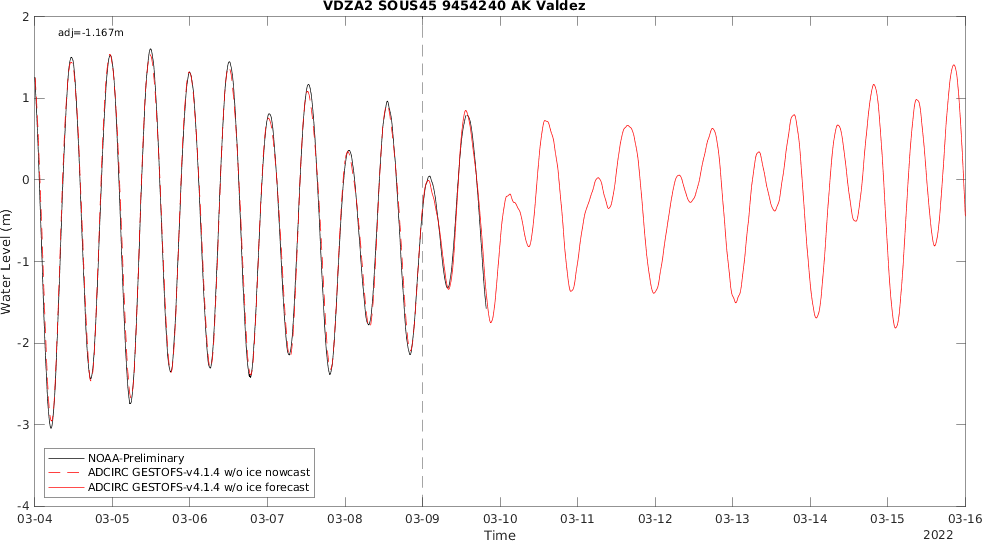 VDZA2 SOUS45 9454240 AK Valdez
adj=-1.167m
2
1
0
-1
-2
-3
-4
Water Level (m)
NOAA-Preliminary
ADCIRC GESTOFS-v4.1.4 w/o ice nowcast
ADCIRC GESTOFS-v4.1.4 w/o ice forecast
03-04 03-05 03-06 03-07 03-08 03-09 03-10 03-11 03-12 03-13 03-14 03-15 03-16
Time
2022